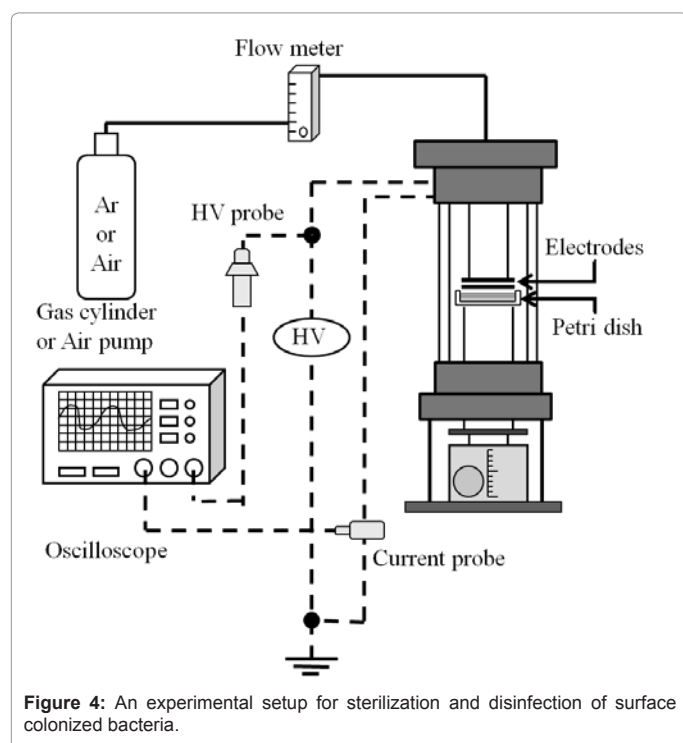 Flow meter
Ar
or
Air
HV probe
Electrodes
Petri dish
Gas cylinder
or Air pump
HV
Oscilloscope
Current probe
Figure 4: An experimental setup for sterilization and disinfection of surface
colonized bacteria.